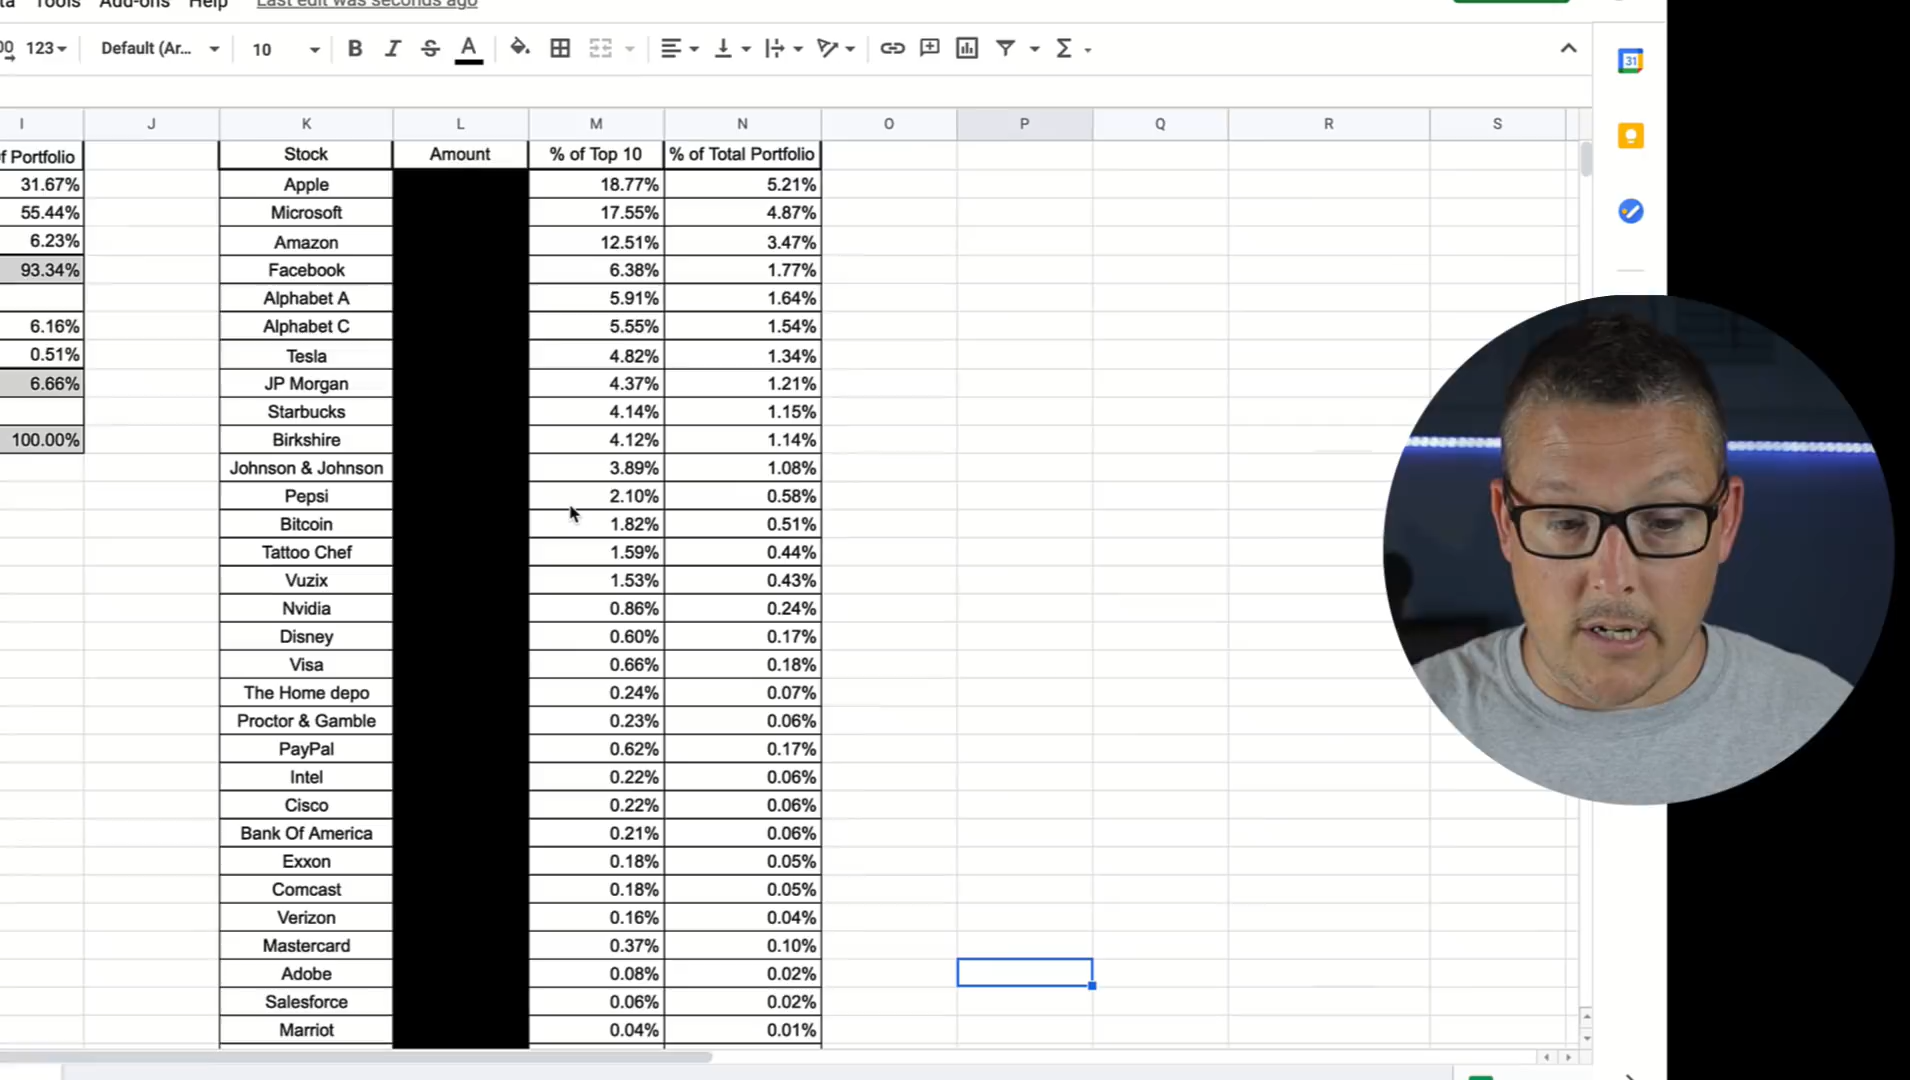 ta Tools Add-ons Help Last edit was seconds ago
00 123 Default (Ar... 10 B I S A Σ
31
I J K L M N O P Q R S
f Portfolio Stock Amount % of Top 10 % of Total Portfolio
31.67% Apple 18.77% 5.21%
55.44% Microsoft 17.55% 4.87%
6.23% Amazon 12.51% 3.47%
93.34% Facebook 6.38% 1.77%
Alphabet A 5.91% 1.64%
6.16% Alphabet C 5.55% 1.54%
0.51% Tesla 4.82% 1.34%
6.66% JP Morgan 4.37% 1.21%
Starbucks 4.14% 1.15%
100.00% Birkshire 4.12% 1.14%
Johnson & Johnson 3.89% 1.08%
Pepsi 2.10% 0.58%
Bitcoin 1.82% 0.51%
Tattoo Chef 1.59% 0.44%
Vuzix 1.53% 0.43%
Nvidia 0.86% 0.24%
Disney 0.60% 0.17%
Visa 0.66% 0.18%
The Home depo 0.24% 0.07%
Proctor & Gamble 0.23% 0.06%
PayPal 0.62% 0.17%
Intel 0.22% 0.06%
Cisco 0.22% 0.06%
Bank Of America 0.21% 0.06%
Exxon 0.18% 0.05%
Comcast 0.18% 0.05%
Verizon 0.16% 0.04%
Mastercard 0.37% 0.10%
Adobe 0.08% 0.02%
Salesforce 0.06% 0.02%
Marriot 0.04% 0.01%